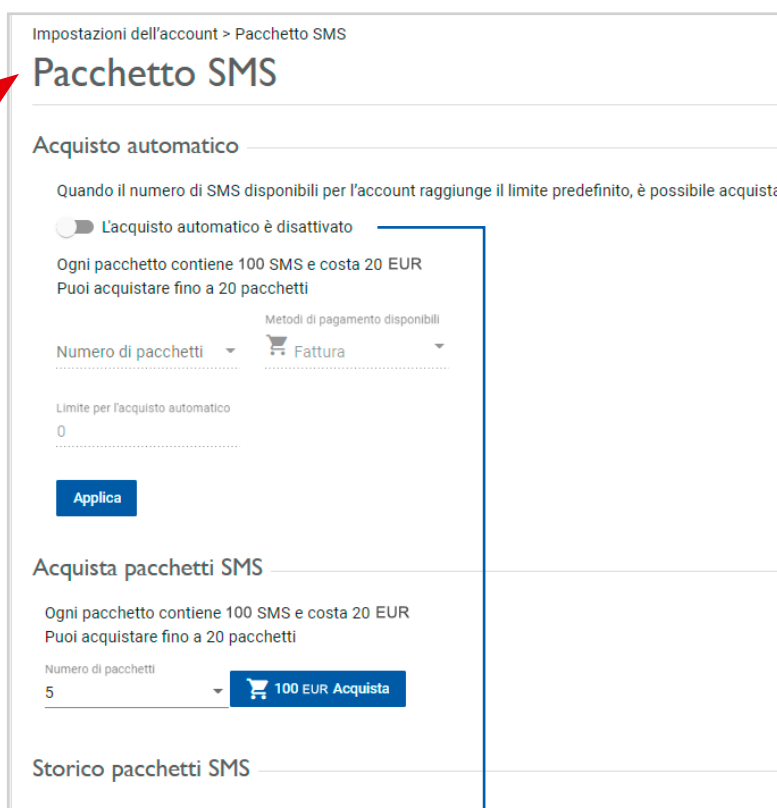 Impostazioni dell'account > Pacchetto SMS
Pacchetto SMS
Acquisto automatico
Quando il numero di SMS disponibili per l'account raggiunge il limite predefinito, è possibile acquista
L'acquisto automatico è disattivato
Ogni pacchetto contiene 100 SMS e costa 20 EUR
Puoi acquistare fino a 20 pacchetti
Metodi di pagamento disponibili
Numero di pacchetti Fattura
Limite per l'acquisto automatico
0
Applica
Acquista pacchetti SMS
Ogni pacchetto contiene 100 SMS e costa 20 EUR
Puoi acquistare fino a 20 pacchetti
Numero di pacchetti
5 100 EUR Acquista
Storico pacchetti SMS